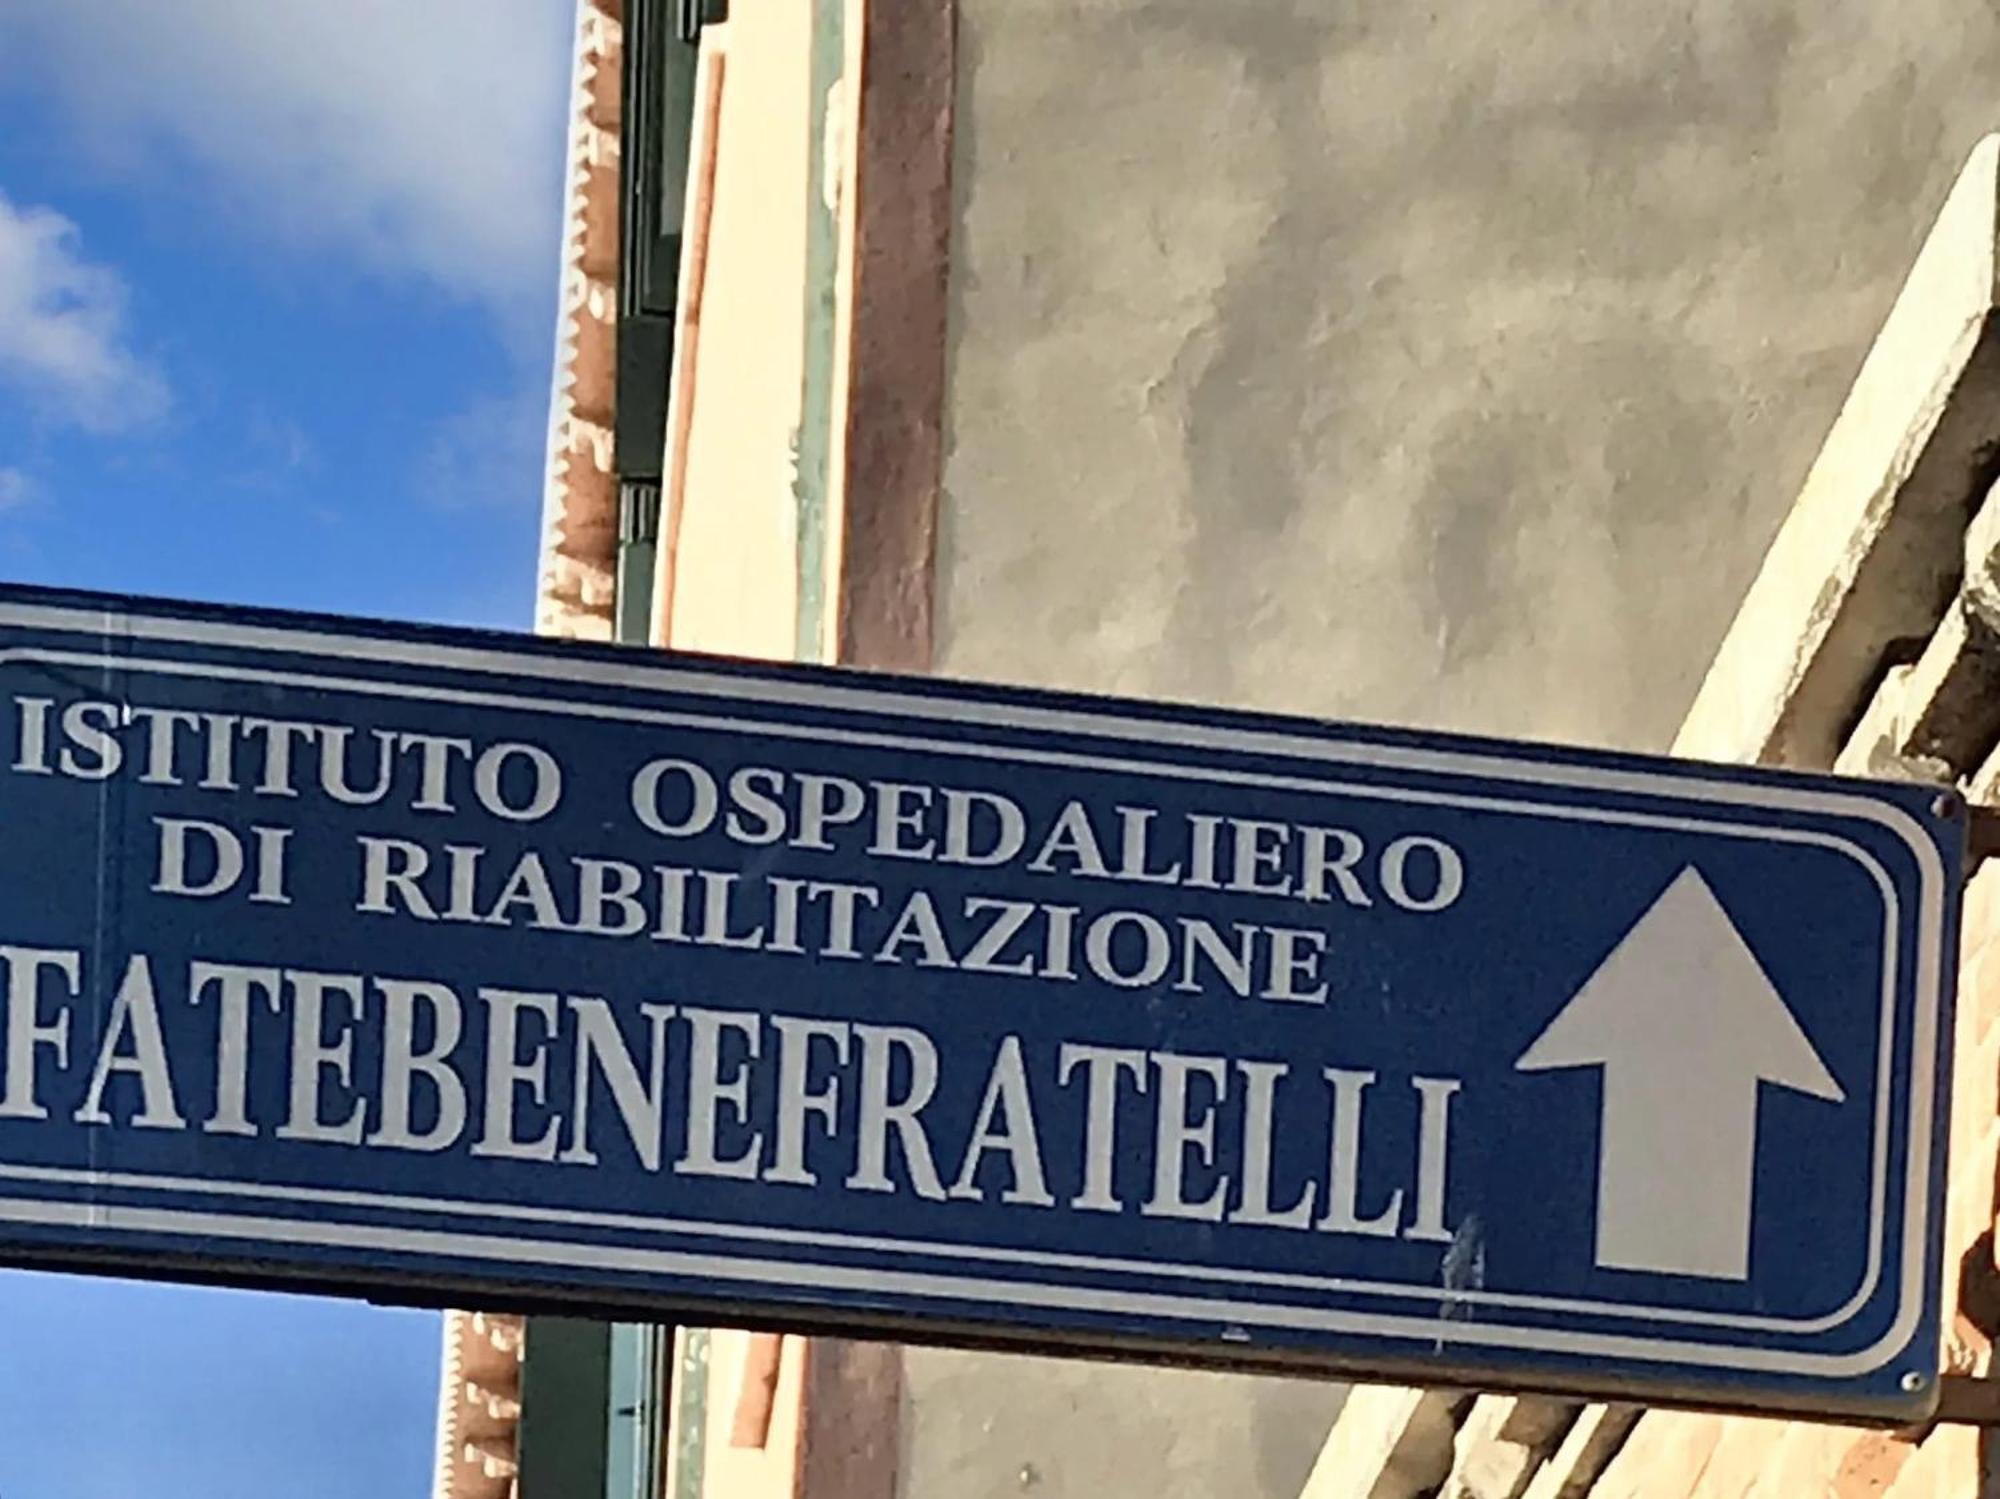 ISTITUTO OSPEDALIERO
DI RIABILITAZIONE
FATEBENEFRATELLI